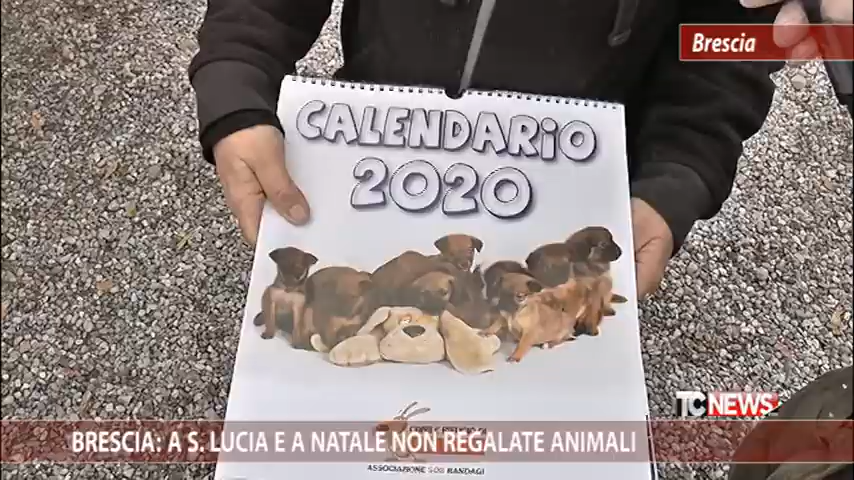 Brescia
CALENDARiO
2020
TC NEWS
BRESCIA: A S. LUCIA E A NATALE NON REGALATE ANIMALI
ASSOCIAZIONE SOS RANDAGI